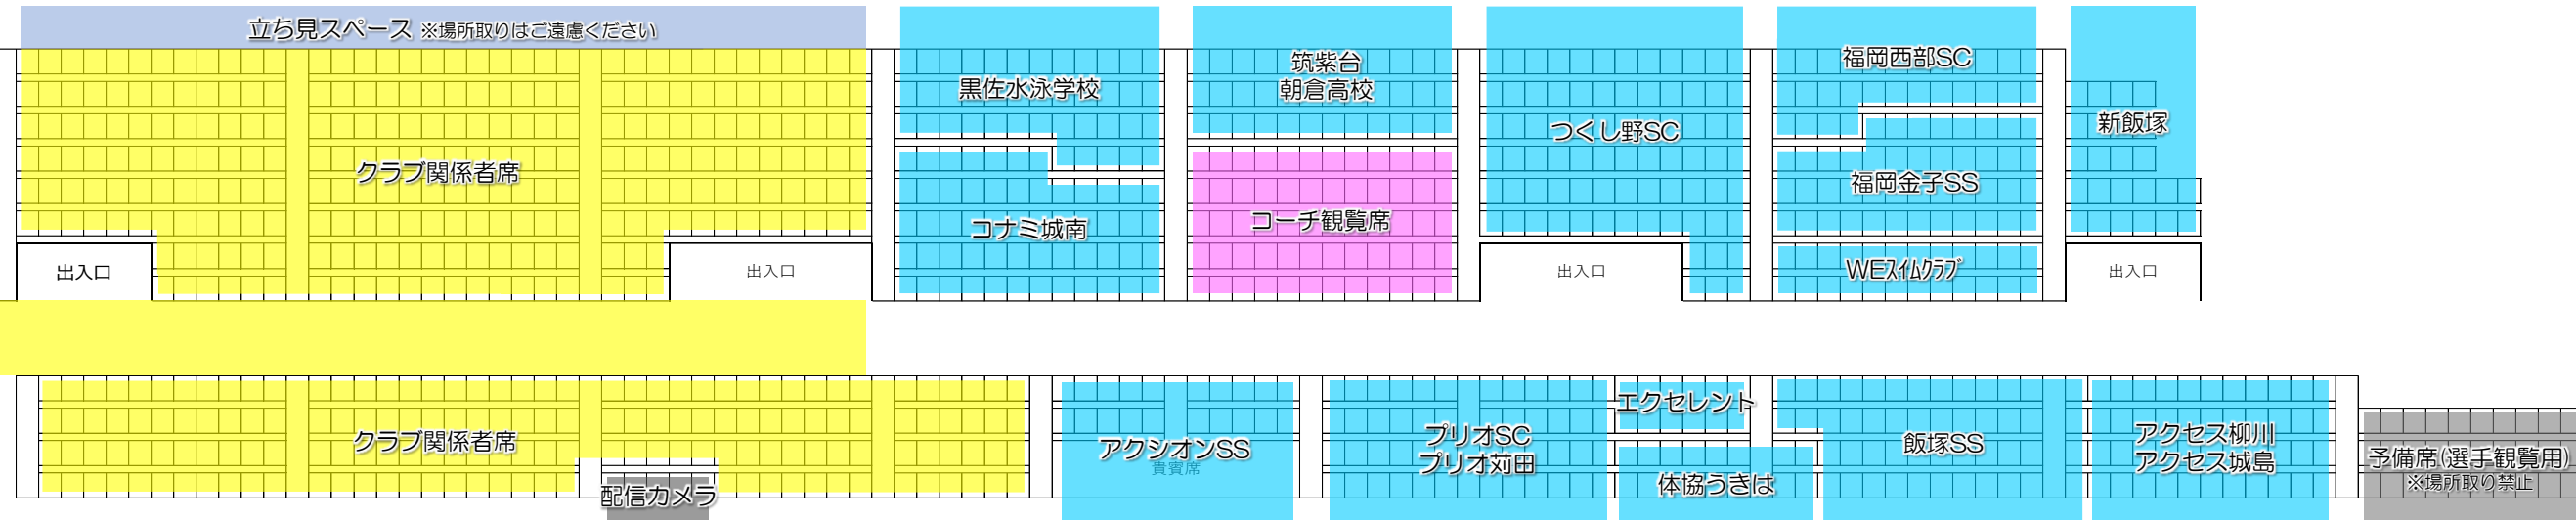 立ち見スペース ※場所取りはご遠慮ください
クラブ関係者席
出入口
出入口
黒佐水泳学校
コナミ城南
筑紫台
朝倉高校
コーチ観覧席
つくし野SC
出入口
福岡西部SC
福岡金子SS
WEｽｲﾑｸﾗﾌﾞ
新飯塚
出入口
クラブ関係者席
配信カメラ
アクシオンSS
貴賓席
プリオSC
プリオ苅田
エクセレント
体協うきは
飯塚SS
アクセス柳川
アクセス城島
予備席(選手観覧用)
※場所取り禁止